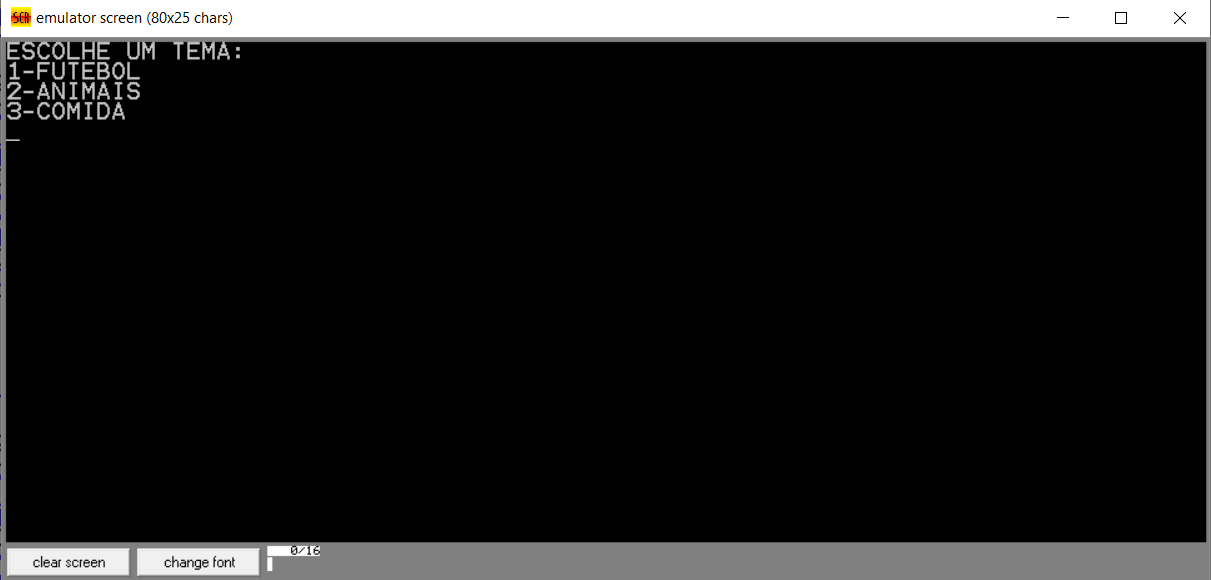 SCR emulator screen (80x25 chars)
ESCOLHE UM TEMA:
1-FUTEBOL
2-ANIMAIS
3-COMIDA
_
clear screen change font 0/16